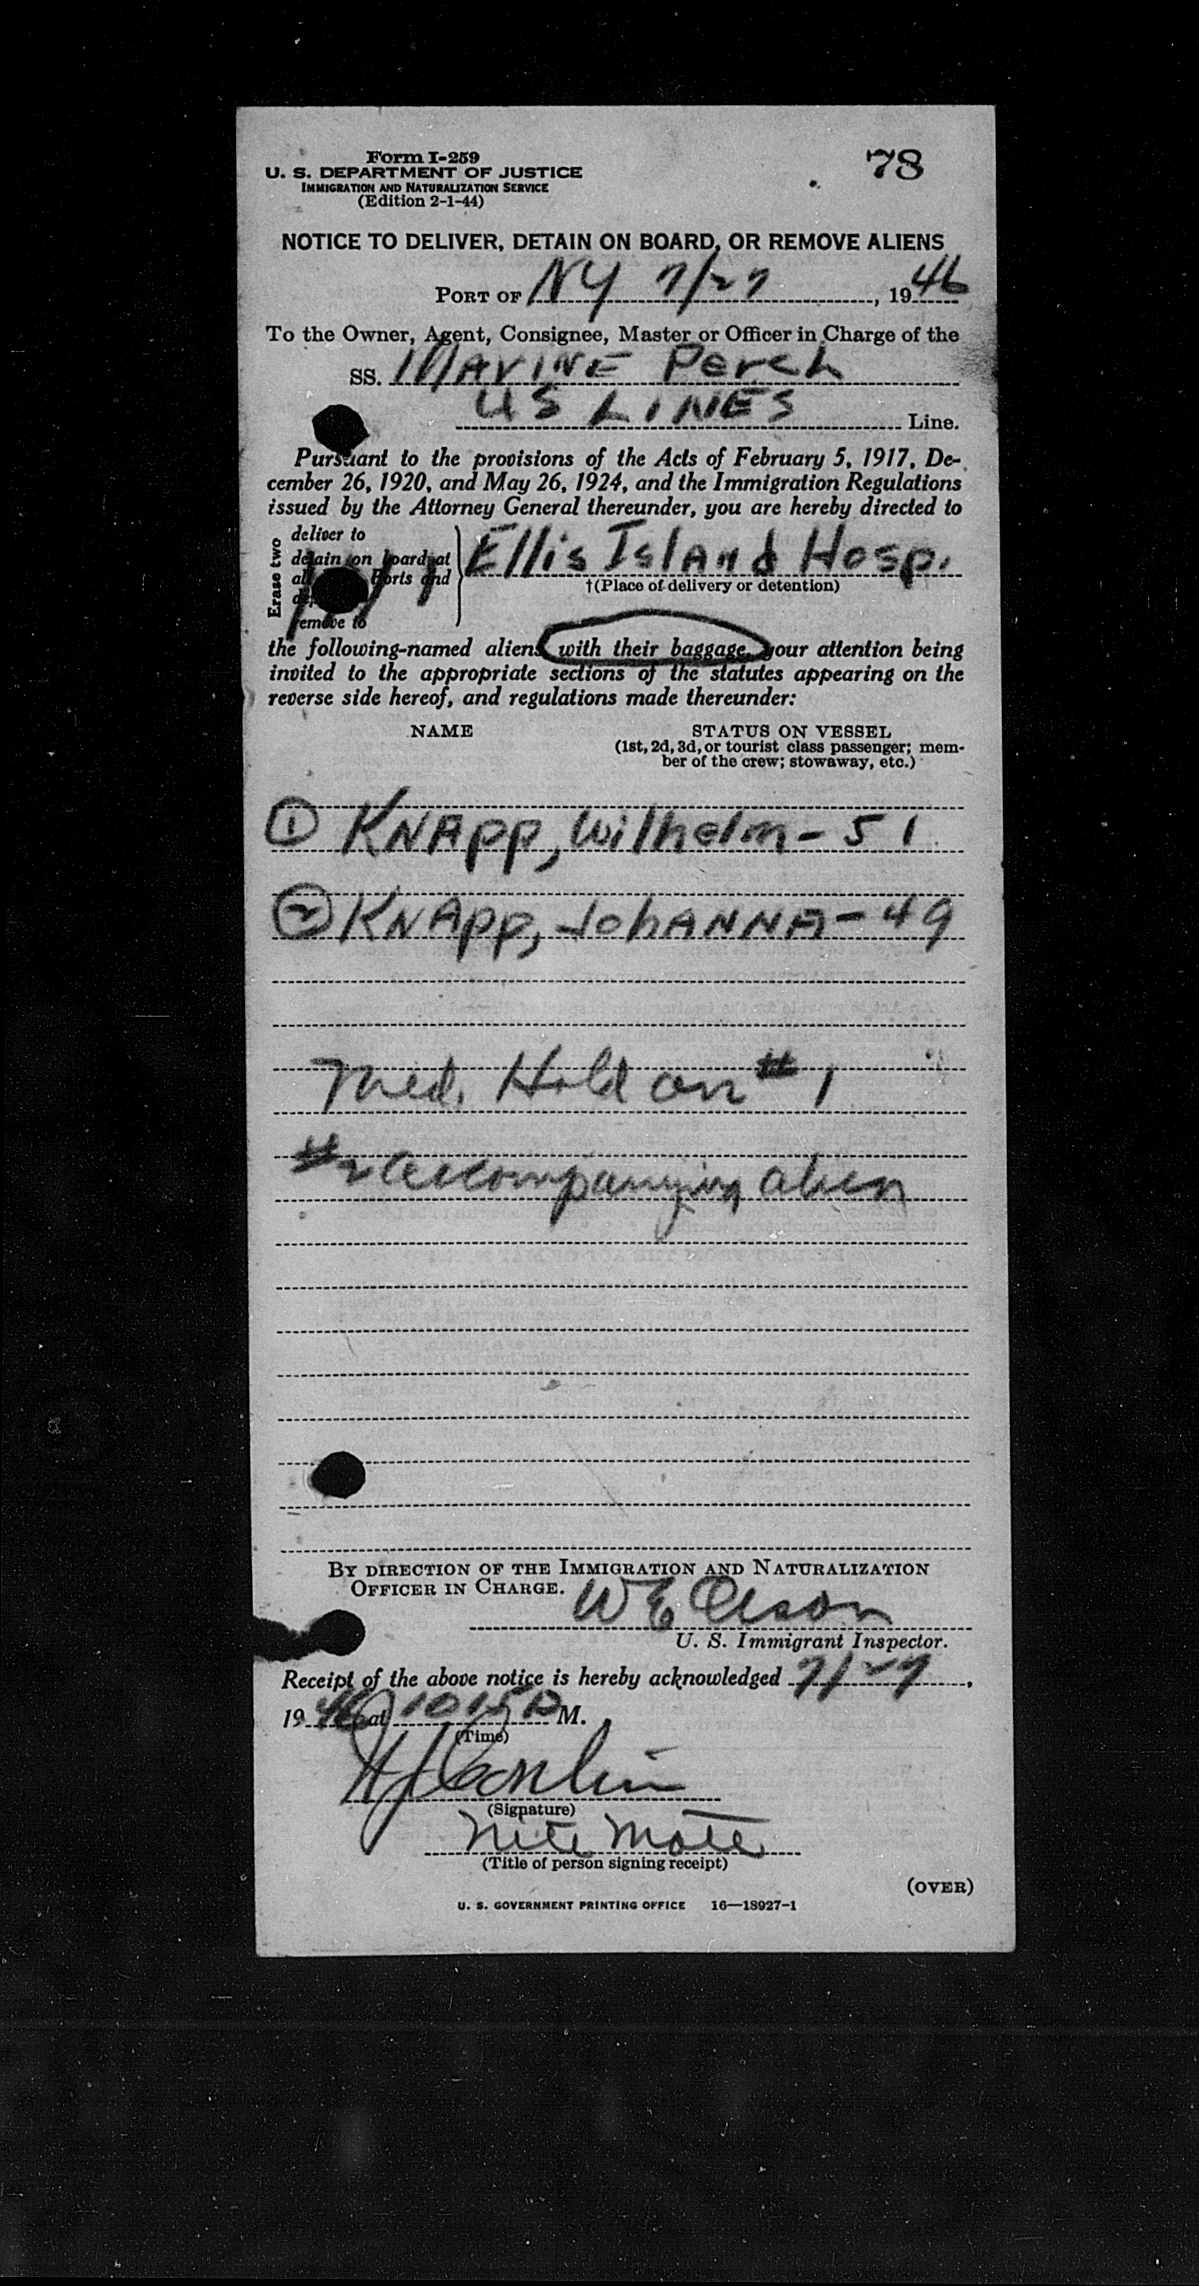 Form I-259
78
U. S. DEPARTMENT OF JUSTICE
IMMIGRATION AND NATURALIZATION SERVICE
(Edition 2-1-44)
NOTICE TO DELIVER, DETAIN ON BOARD, OR REMOVE ALIENS
PORT OF NY 7/27, 1946
To the Owner, Agent, Consignee, Master or Officer in Charge of the
SS. MARINE Perch
US LINES Line.
Pursuant to the provisions of the Acts of February 5, 1917, De-
cember 26, 1920, and May 26, 1924, and the Immigration Regulations
issued by the Attorney General thereunder, you are hereby directed to
Erase two
deliver to
detain on board at
all ports and
remove to
Ellis Island Hosp.
†(Place of delivery or detention)
the following-named aliens with their baggage, your attention being
invited to the appropriate sections of the statutes appearing on the
reverse side hereof, and regulations made thereunder:
NAME STATUS ON VESSEL
(1st, 2d, 3d, or tourist class passenger; mem-
ber of the crew; stowaway, etc.)
① KNAPP, Wilhelm - 51
② KNAPP, JohANNA - 49
Med. Hold on #1
#2 accompanying alien
BY DIRECTION OF THE IMMIGRATION AND NATURALIZATION
OFFICER IN CHARGE.
W E Olson
U. S. Immigrant Inspector.
Receipt of the above notice is hereby acknowledged 7/27,
1946 at 1015 P M.
(Time)
H J Conlin
(Signature)
Nite Mate
(Title of person signing receipt)
(OVER)
U. S. GOVERNMENT PRINTING OFFICE 16—18927-1